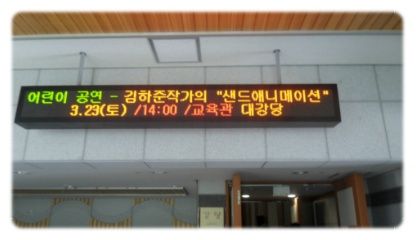 어린이 공연 - 김하준작가의 "샌드애니메이션"
3.23(토) /14:00 /교육관 대강당